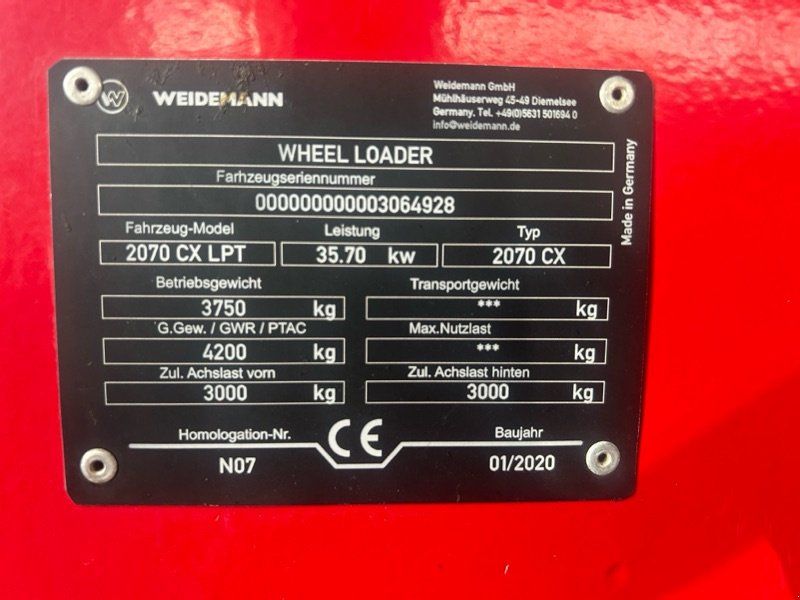 W WEIDEMANN
Weidemann GmbH
Mühlhäuserweg 45-49 Diemelsee
Germany. Tel. +49(0)5631 501694 0
info@weidemann.de
WHEEL LOADER
Farhzeugseriennummer
000000000003064928
Fahrzeug-Model Leistung Typ
2070 CX LPT 35.70 kw 2070 CX
Betriebsgewicht Transportgewicht
3750 kg *** kg
G.Gew. / GWR / PTAC Max.Nutzlast
4200 kg *** kg
Zul. Achslast vorn Zul. Achslast hinten
3000 kg 3000 kg
Homologation-Nr. CE Baujahr
N07 01/2020
Made in Germany